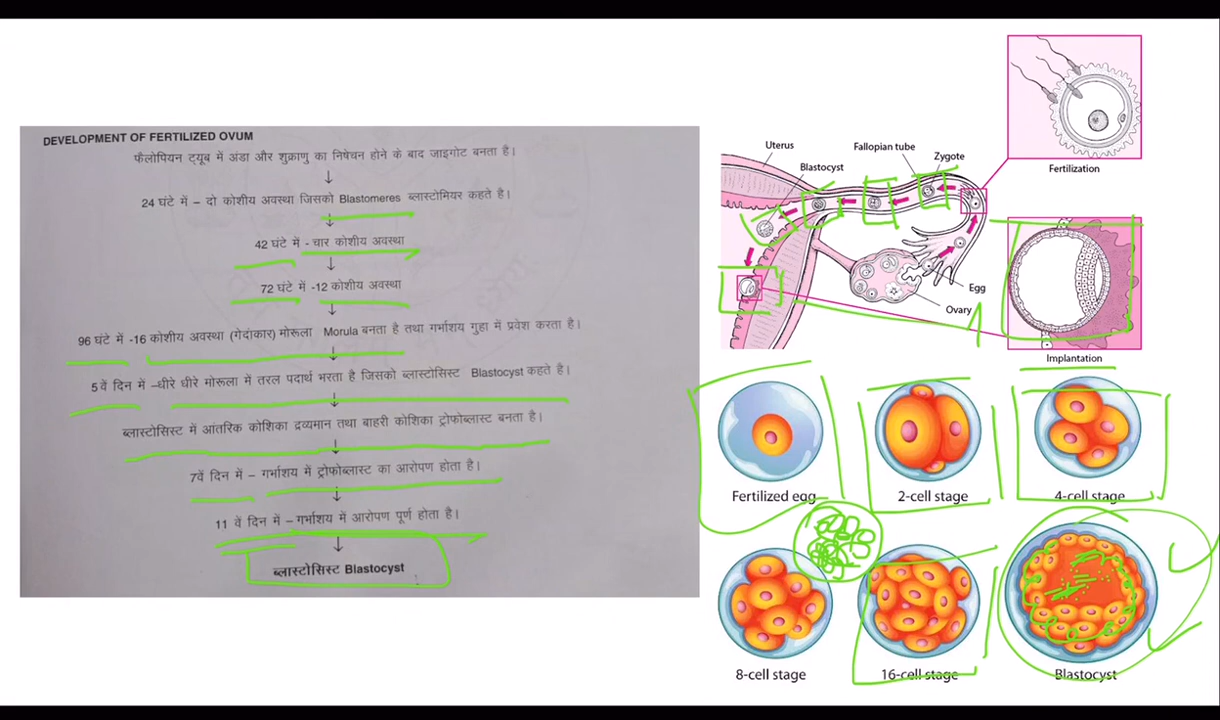 DEVELOPMENT OF FERTILIZED OVUM
फैलोपियन ट्यूब में अंडा और शुक्राणु का निषेचन होने के बाद जाइगोट बनता है।
24 घंटे में – दो कोशीय अवस्था जिसको Blastomeres ब्लास्टोमियर कहते है।
42 घंटे में - चार कोशीय अवस्था
72 घंटे में -12 कोशीय अवस्था
96 घंटे में -16 कोशीय अवस्था (गेदांकार) मोरूला Morula बनता है तथा गर्भाशय गुहा में प्रवेश करता है।
5वें दिन में –धीरे धीरे मोरूला में तरल पदार्थ भरता है जिसको ब्लास्टोसिस्ट Blastocyst कहते है।
ब्लास्टोसिस्ट में आंतरिक कोशिका द्रव्यमान तथा बाहरी कोशिका ट्रोफोब्लास्ट बनता है।
7वें दिन में – गर्भाशय में ट्रोफोब्लास्ट का आरोपण होता है।
11 वें दिन में – गर्भाशय में आरोपण पूर्ण होता है।
ब्लास्टोसिस्ट Blastocyst
Uterus
Blastocyst
Fallopian tube
Zygote
Egg
Ovary
Fertilization
Implantation
Fertilized egg
2-cell stage
4-cell stage
8-cell stage
16-cell stage
Blastocyst